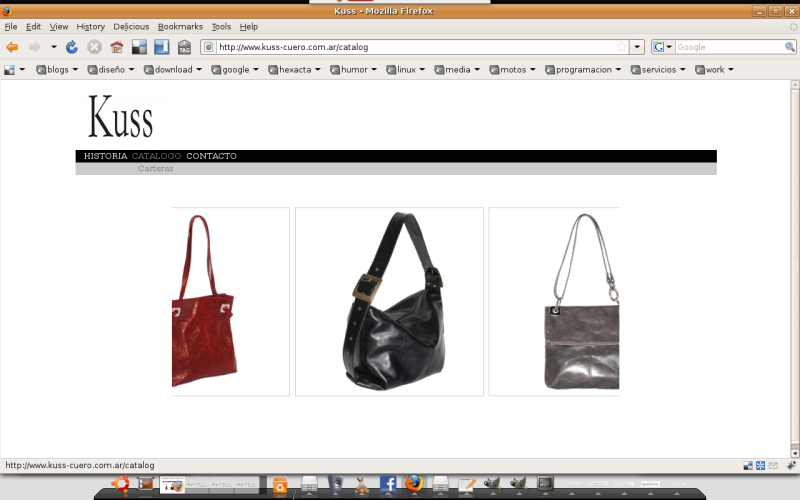 Kuss - Mozilla Firefox
File Edit View History Delicious Bookmarks Tools Help
TAG http://www.kuss-cuero.com.ar/catalog Google
blogs diseño download google hexacta humor linux media motos programacion servicios work
Kuss
HISTORIA CATALOGO CONTACTO
Carteras
http://www.kuss-cuero.com.ar/catalog